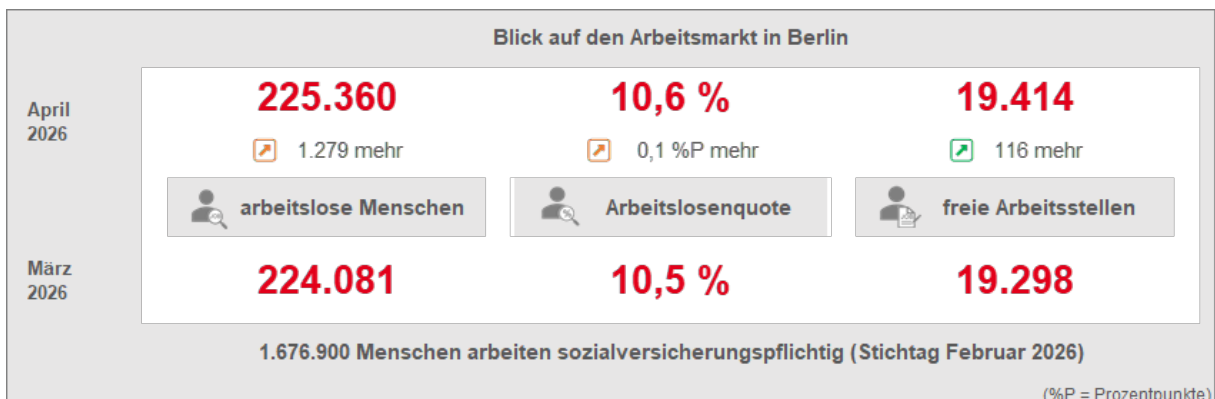 Blick auf den Arbeitsmarkt in Berlin
April
2026
225.360
10,6 %
19.414
1.279 mehr
0,1 %P mehr
116 mehr
arbeitslose Menschen
Arbeitslosenquote
freie Arbeitsstellen
März
2026
224.081
10,5 %
19.298
1.676.900 Menschen arbeiten sozialversicherungspflichtig (Stichtag Februar 2026)
(%P = Prozentpunkte)